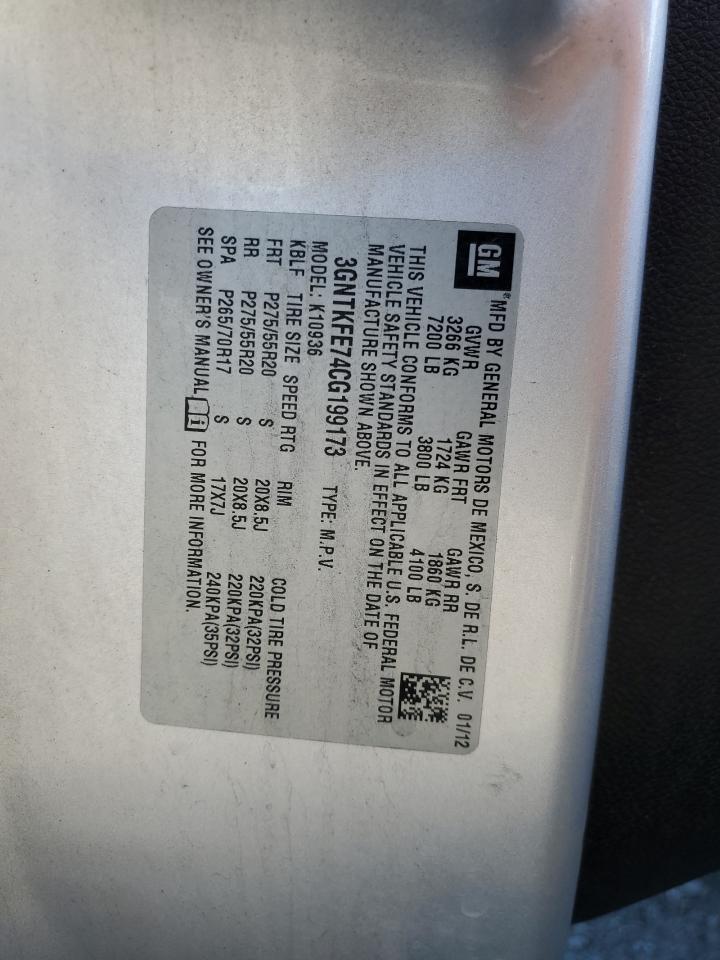 GM ®MFD BY GENERAL MOTORS DE MEXICO, S. DE R.L. DE C.V. 01/12
GVWR GAWR FRT GAWR RR
3266 KG 1724 KG 1860 KG
7200 LB 3800 LB 4100 LB
THIS VEHICLE CONFORMS TO ALL APPLICABLE U.S. FEDERAL MOTOR
VEHICLE SAFETY STANDARDS IN EFFECT ON THE DATE OF
MANUFACTURE SHOWN ABOVE.
3GNTKFE74CG199173 TYPE: M.P.V.
MODEL: K10936
KBLF TIRE SIZE SPEED RTG RIM COLD TIRE PRESSURE
FRT P275/55R20 S 20X8.5J 220KPA(32PSI)
RR P275/55R20 S 20X8.5J 220KPA(32PSI)
SPA P265/70R17 S 17X7J 240KPA(35PSI)
SEE OWNER'S MANUAL FOR MORE INFORMATION.